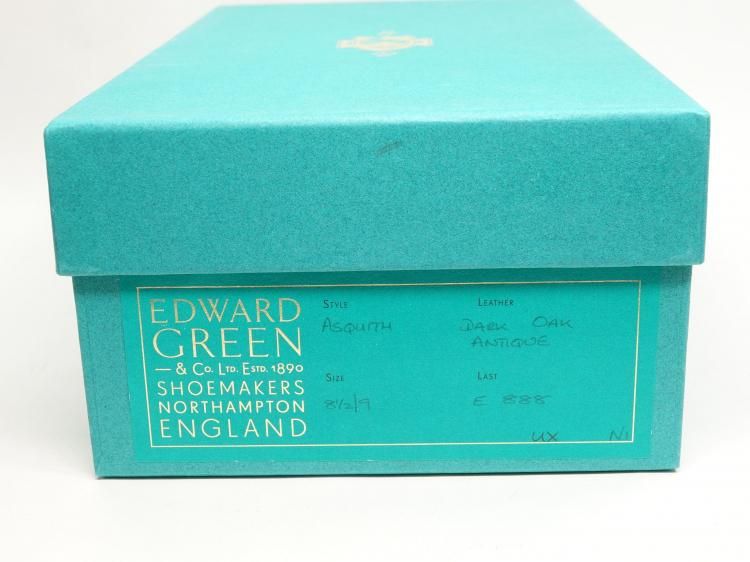 EDWARD
GREEN
& Co. Ltd. Estd. 1890
SHOEMAKERS
NORTHAMPTON
ENGLAND
STYLE
ASQUITH
LEATHER
DARK OAK
ANTIQUE
SIZE
8½/9
LAST
E 888
UX N1